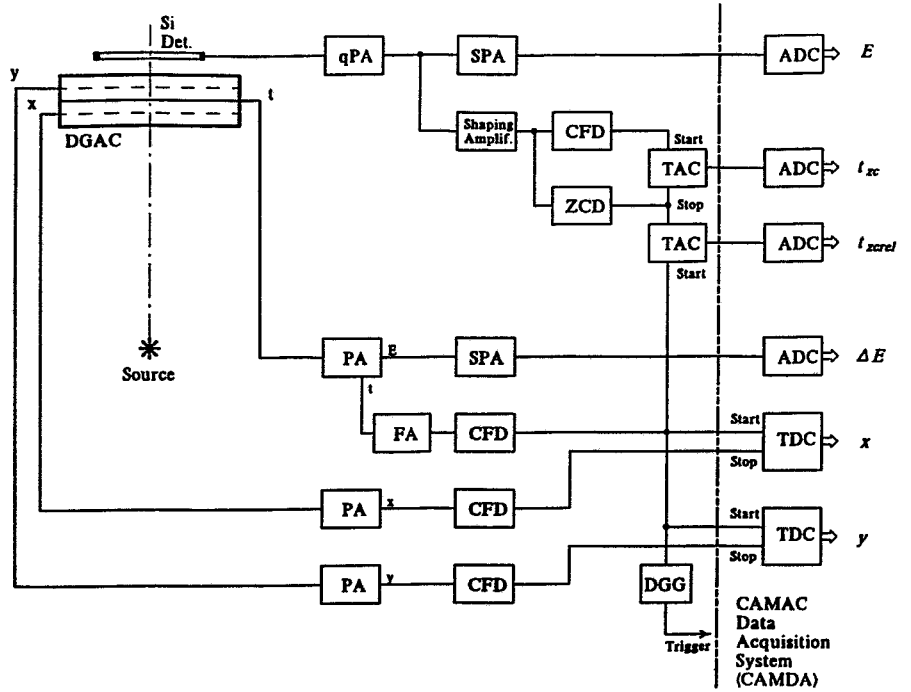 Si
Det.
qPA
SPA
ADC
E
y
x
t
DGAC
Shaping
Amplif.
CFD
Start
TAC
ADC
t zc
ZCD
Stop
TAC
ADC
t zcrel
Start
Source
PA
E
SPA
ADC
ΔE
t
FA
CFD
Start
TDC
x
Stop
PA
x
CFD
Start
TDC
y
Stop
PA
y
CFD
DGG
Trigger
CAMAC
Data
Acquisition
System
(CAMDA)